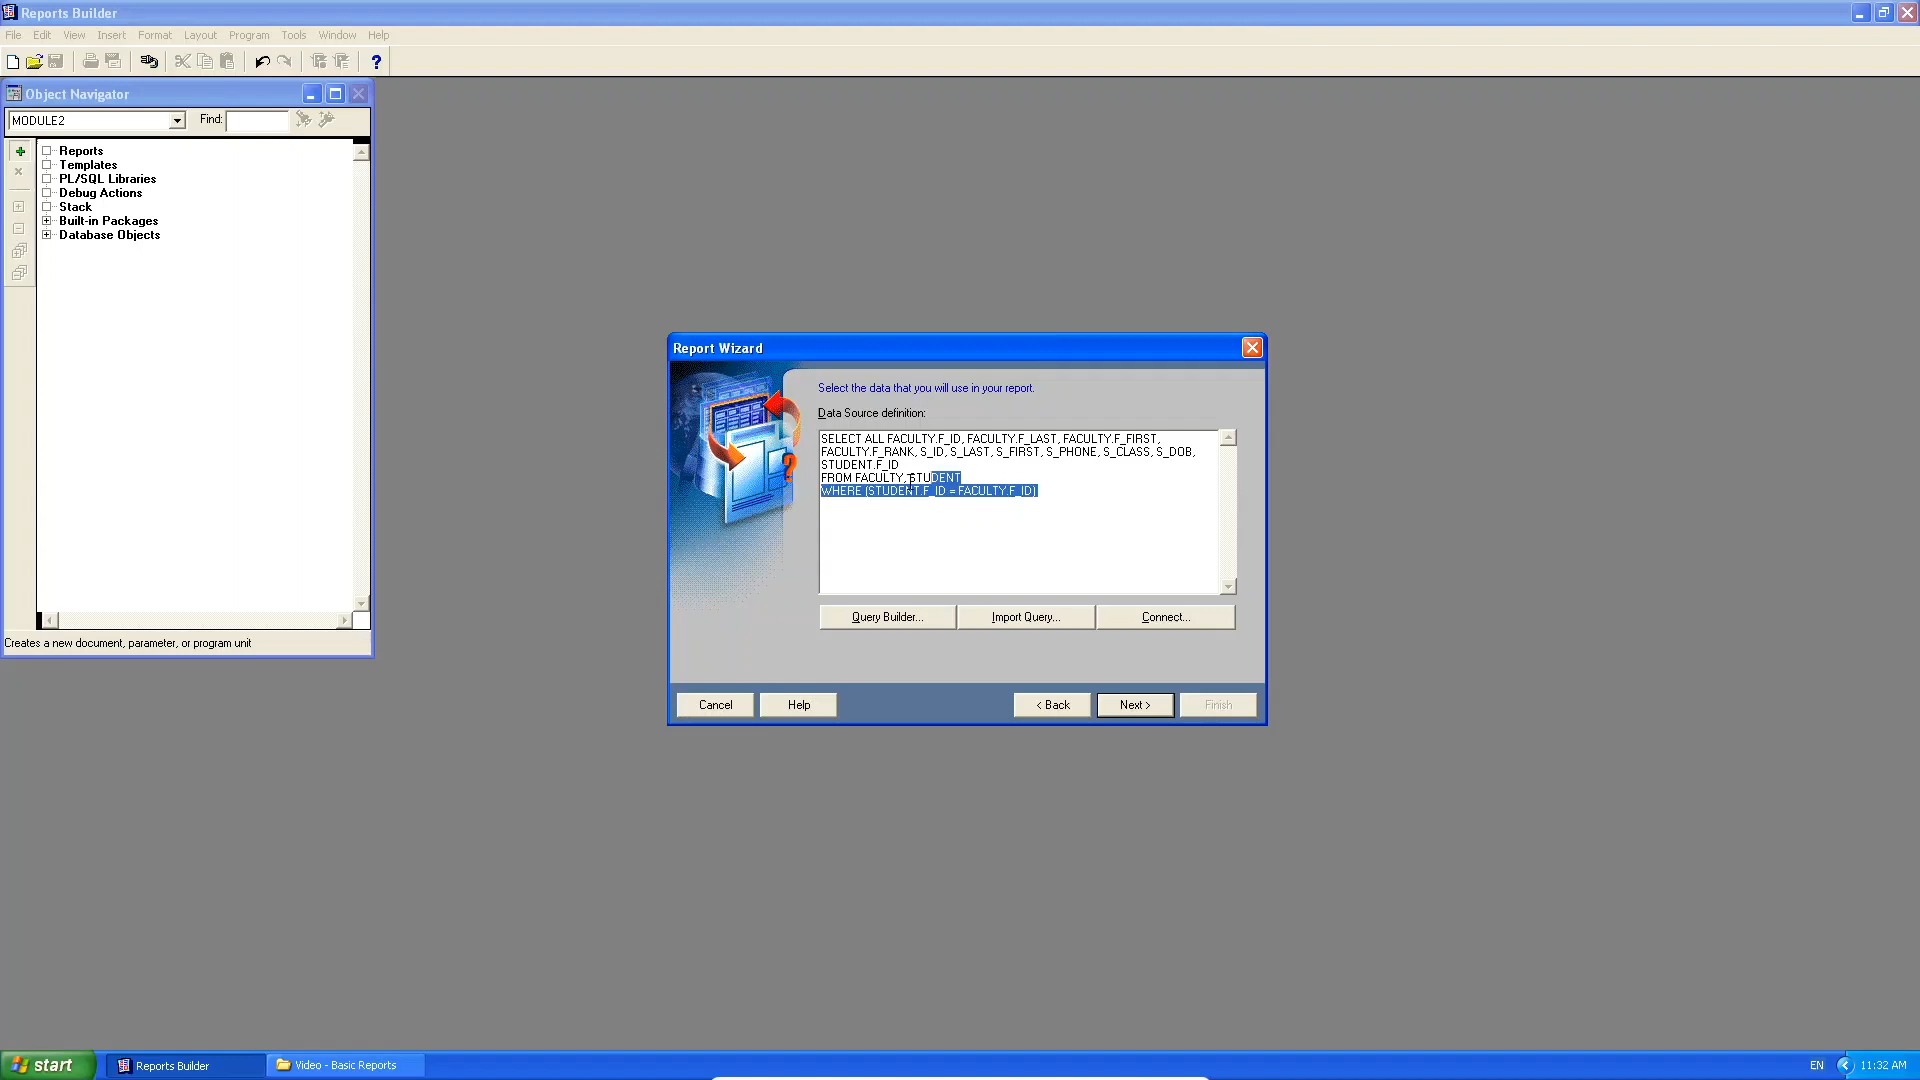 Reports Builder
File Edit View Insert Format Layout Program Tools Window Help
Object Navigator
MODULE2 Find:
Reports
Templates
PL/SQL Libraries
Debug Actions
Stack
Built-in Packages
Database Objects
Creates a new document, parameter, or program unit
Report Wizard
Select the data that you will use in your report.
Data Source definition:
SELECT ALL FACULTY.F_ID, FACULTY.F_LAST, FACULTY.F_FIRST,
FACULTY.F_RANK, S_ID, S_LAST, S_FIRST, S_PHONE, S_CLASS, S_DOB,
STUDENT.F_ID
FROM FACULTY, STUDENT
WHERE (STUDENT.F_ID = FACULTY.F_ID)
Query Builder... Import Query... Connect...
Cancel Help < Back Next > Finish
start Reports Builder Video - Basic Reports EN 11:32 AM